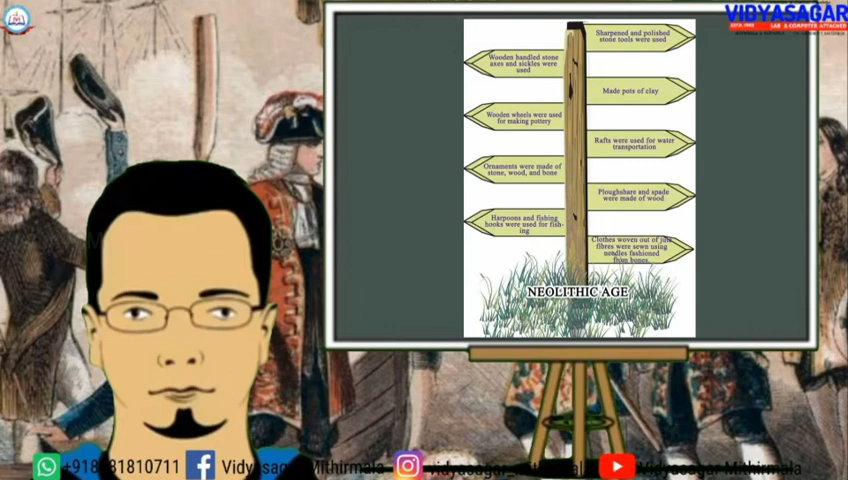 VIDYASAGAR
Sharpened and polished
stone tools were used
Wooden handled stone
axes and sickles were
used
Made pots of clay
Wooden wheels were used
for making pottery
Rafts were used for water
transportation
Ornaments were made of
stone, wood, and bone
Ploughshare and spade
were made of wood
Harpoons and fishing
hooks were used for fish-
ing
Clothes woven out of jute
fibres were sewn using
needles fashioned
from bones.
NEOLITHIC AGE
Vidyasagar Mithirmala
Vidyasagar Mithirmala